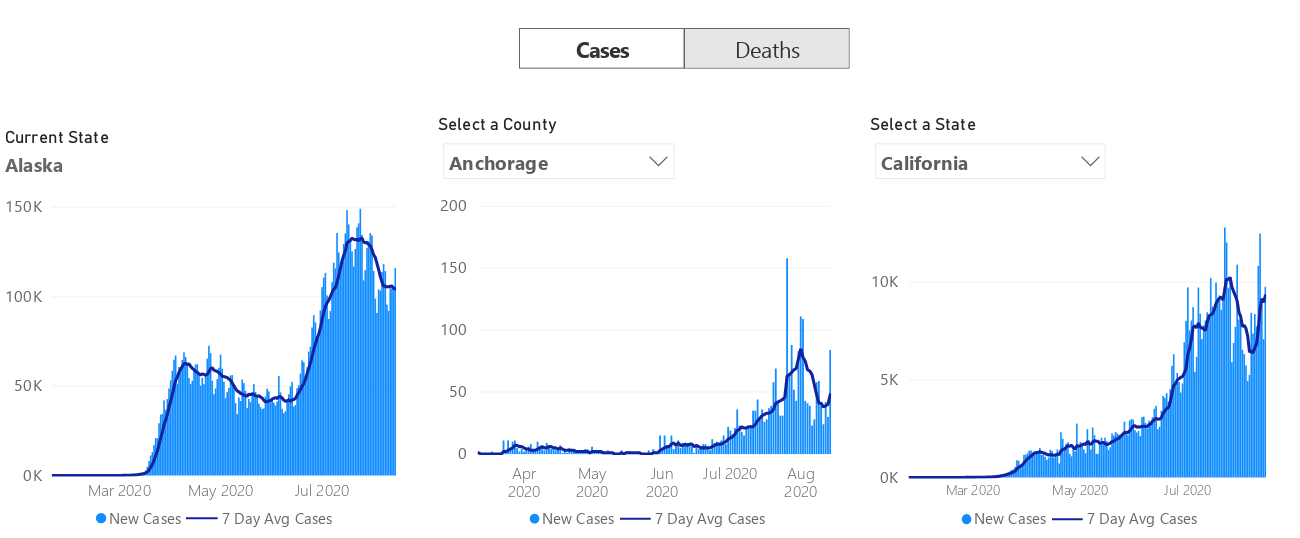 Cases Deaths
Current State
Alaska
150K
100K
50K
0K
Mar 2020 May 2020 Jul 2020
New Cases 7 Day Avg Cases
Select a County
Anchorage
200
150
100
50
0
Apr 2020 May 2020 Jun 2020 Jul 2020 Aug 2020
New Cases 7 Day Avg Cases
Select a State
California
10K
5K
0K
Mar 2020 May 2020 Jul 2020
New Cases 7 Day Avg Cases